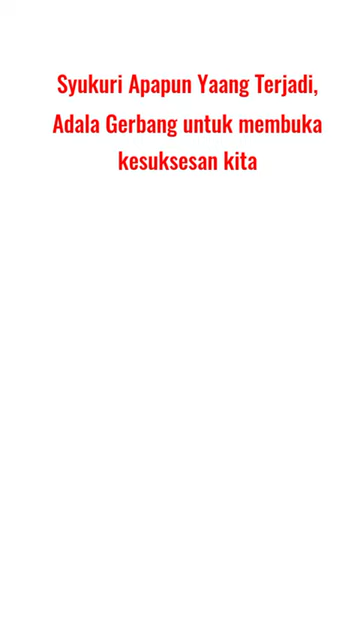 Syukuri Apapun Yaang Terjadi,
Adala Gerbang untuk membuka
kesuksesan kita